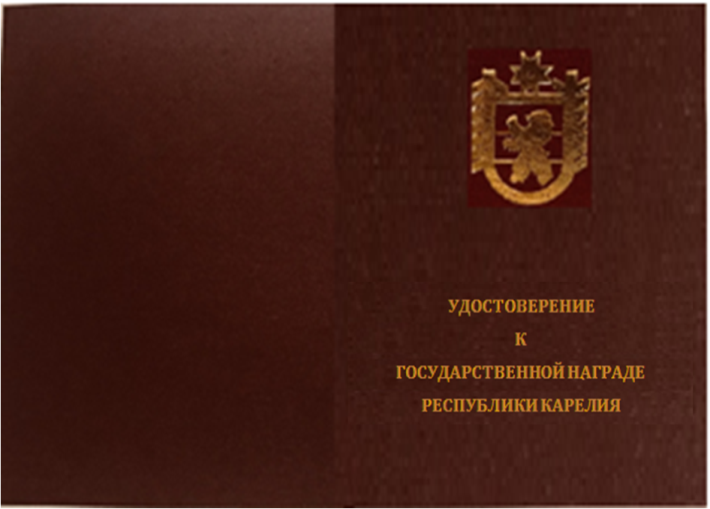 УДОСТОВЕРЕНИЕ
К
ГОСУДАРСТВЕННОЙ НАГРАДЕ
РЕСПУБЛИКИ КАРЕЛИЯ